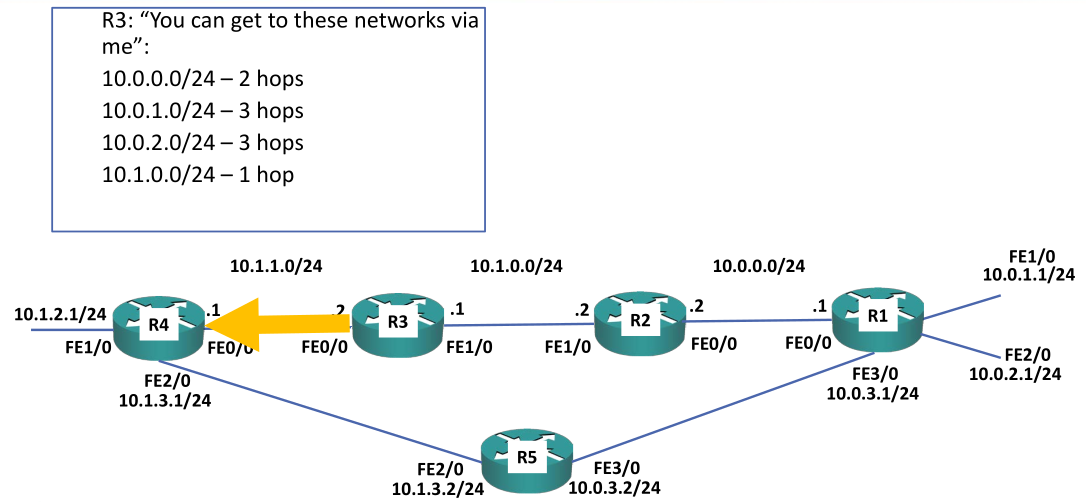 R3: “You can get to these networks via
me”:
10.0.0.0/24 – 2 hops
10.0.1.0/24 – 3 hops
10.0.2.0/24 – 3 hops
10.1.0.0/24 – 1 hop
10.1.1.0/24
10.1.0.0/24
10.0.0.0/24
FE1/0
10.0.1.1/24
10.1.2.1/24
FE1/0
R4
.1
FE0/0
.2
FE0/0
R3
.1
FE1/0
.2
FE1/0
R2
.2
FE0/0
.1
FE0/0
R1
FE2/0
10.0.2.1/24
FE3/0
10.0.3.1/24
FE2/0
10.1.3.1/24
R5
FE2/0
10.1.3.2/24
FE3/0
10.0.3.2/24